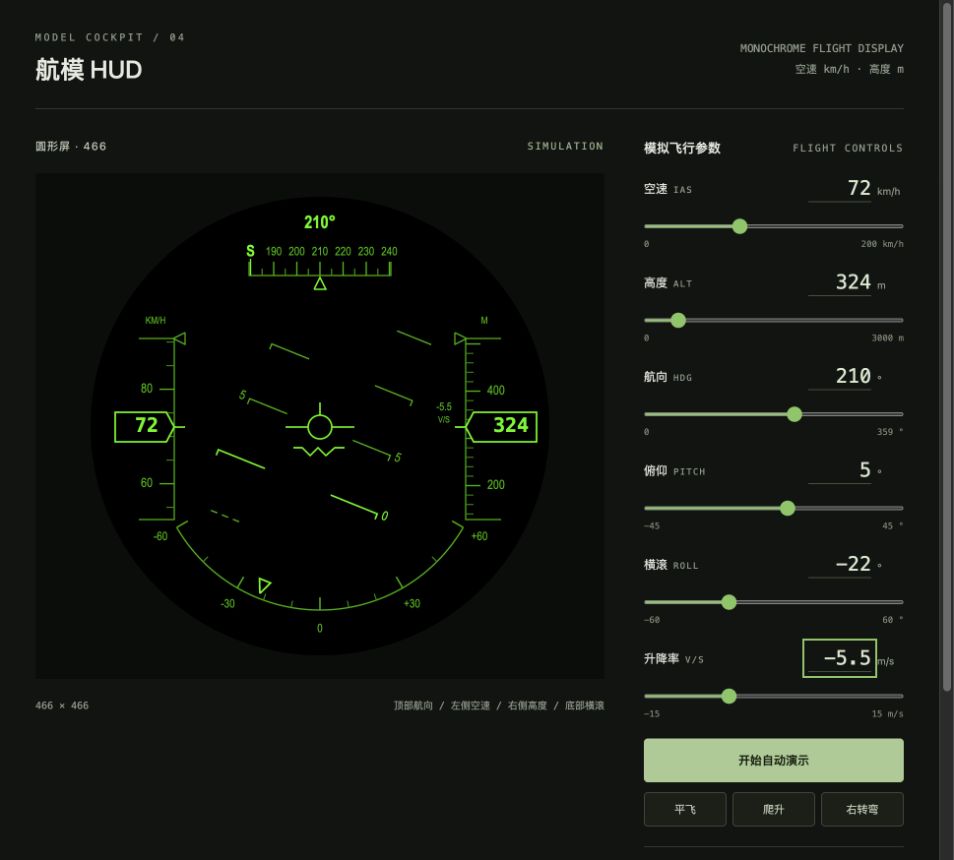 MODEL COCKPIT / 04
航模 HUD
MONOCHROME FLIGHT DISPLAY
空速 km/h · 高度 m
圆形屏 · 466
SIMULATION
210°
S 190 200 210 220 230 240
KM/H
M
80
60
72
400
200
324
-5.5
V/S
5
5
0
-60
-30
0
+30
+60
466 × 466
顶部航向 / 左侧空速 / 右侧高度 / 底部横滚
模拟飞行参数
FLIGHT CONTROLS
空速 IAS 72 km/h
0 200 km/h
高度 ALT 324 m
0 3000 m
航向 HDG 210 °
0 359 °
俯仰 PITCH 5 °
−45 45 °
横滚 ROLL −22 °
−60 60 °
升降率 V/S −5.5 m/s
−15 15 m/s
开始自动演示
平飞 爬升 右转弯